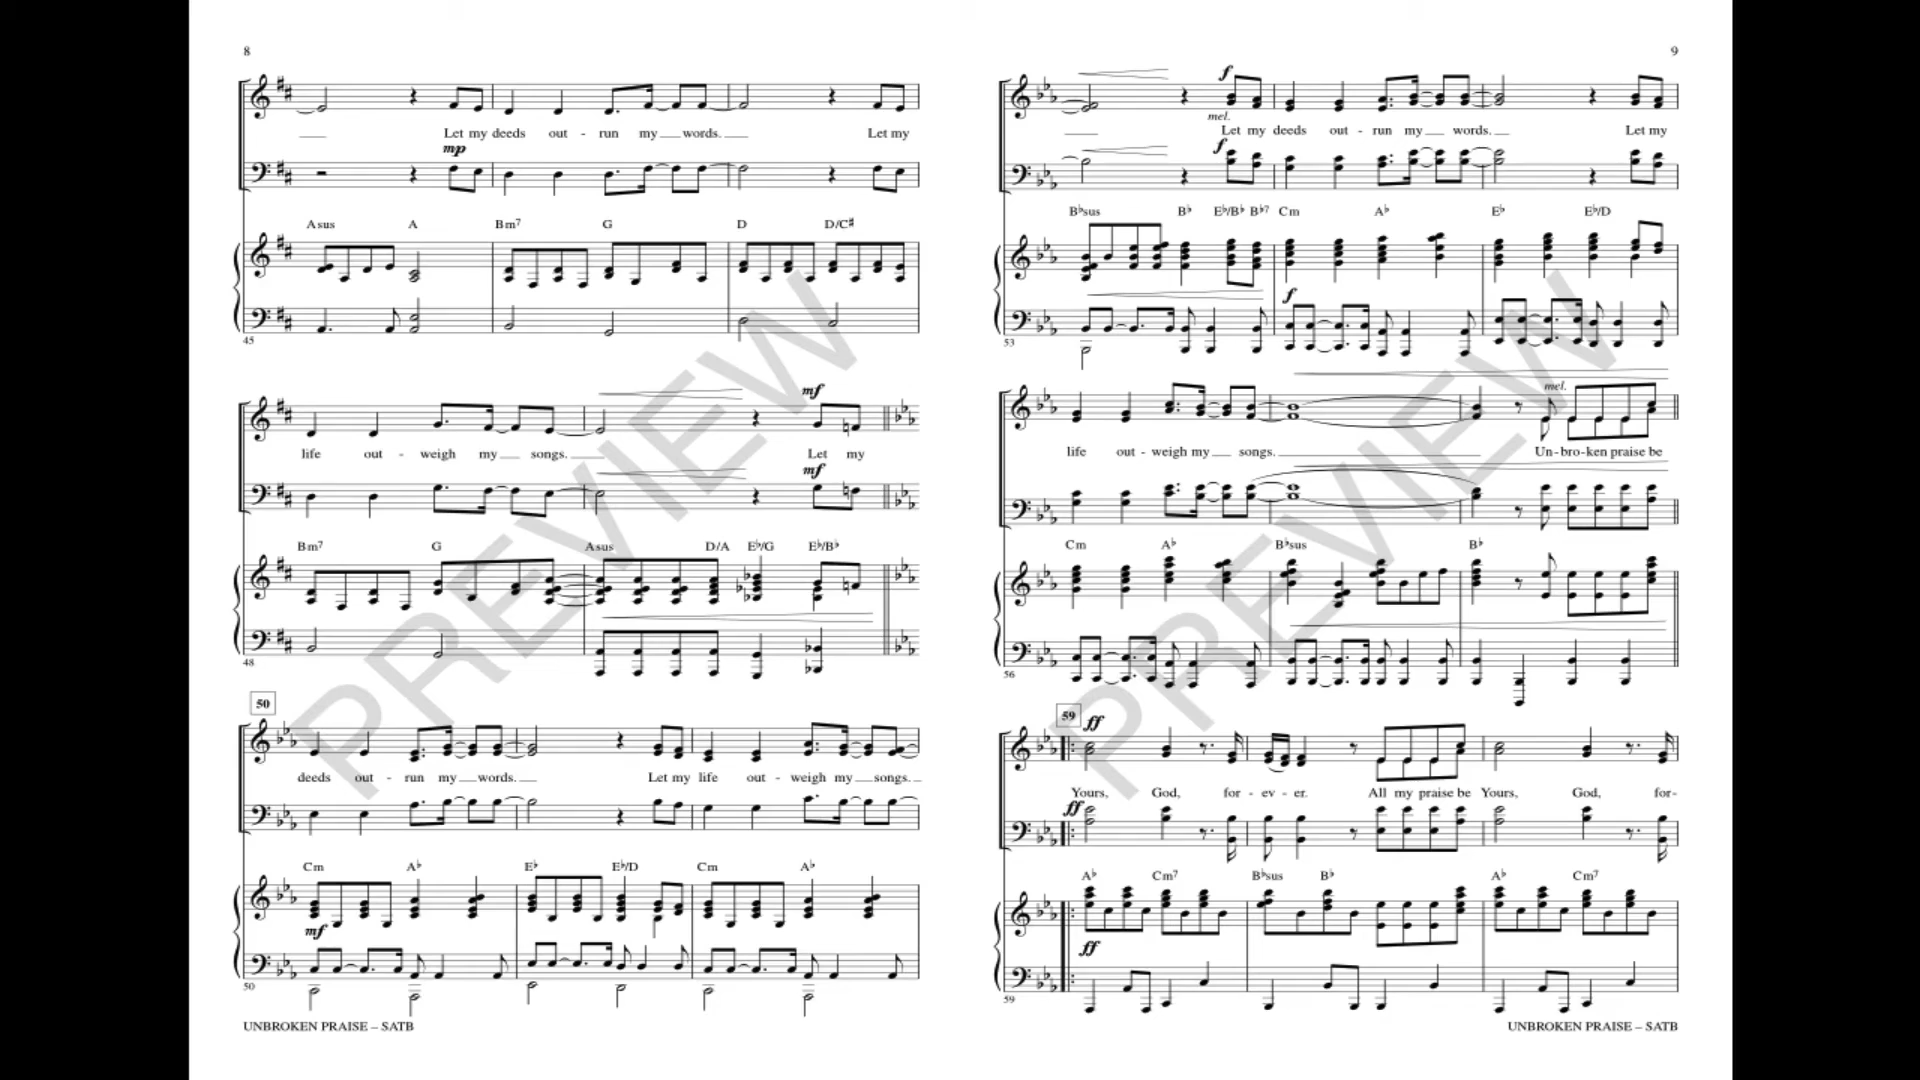 8
Let my deeds out - run my words. Let my
mp
Asus A Bm7 G D D/C♯
45
mf
life out - weigh my songs. Let my
mf
Bm7 G Asus D/A E♭/G E♭/B♭
48
50
deeds out - run my words. Let my life out - weigh my songs.
Cm A♭ E♭ E♭/D Cm A♭
mf
50
UNBROKEN PRAISE – SATB
9
f
mel.
Let my deeds out - run my words. Let my
f
B♭sus B♭ E♭/B♭ B♭7 Cm A♭ E♭ E♭/D
f
53
mel.
life out - weigh my songs. Un-bro-ken praise be
Cm A♭ B♭sus B♭
56
59
ff
Yours, God, for - ev - er. All my praise be Yours, God, for-
ff
A♭ Cm7 B♭sus B♭ A♭ Cm7
ff
59
UNBROKEN PRAISE – SATB
PREVIEW
PREVIEW